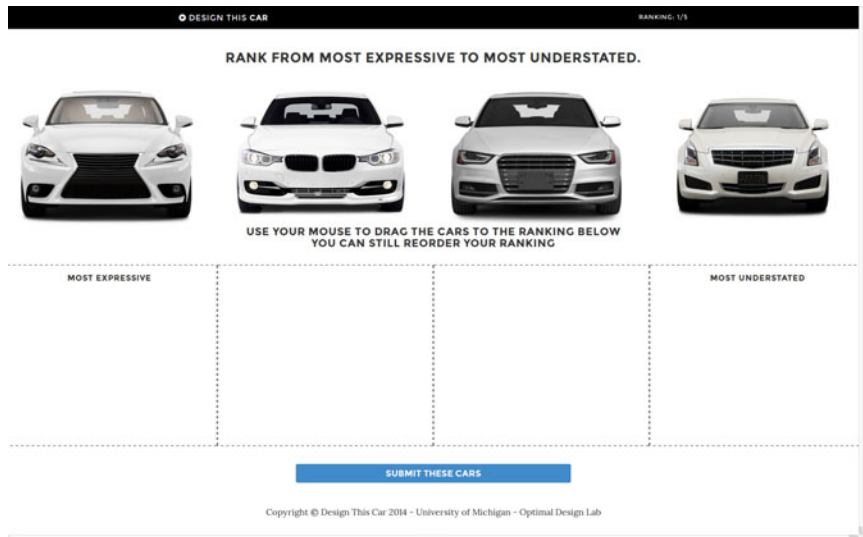 DESIGN THIS CAR
RANKING: 1/5
RANK FROM MOST EXPRESSIVE TO MOST UNDERSTATED.
USE YOUR MOUSE TO DRAG THE CARS TO THE RANKING BELOW
YOU CAN STILL REORDER YOUR RANKING
MOST EXPRESSIVE
MOST UNDERSTATED
SUBMIT THESE CARS
Copyright © Design This Car 2014 - University of Michigan - Optimal Design Lab